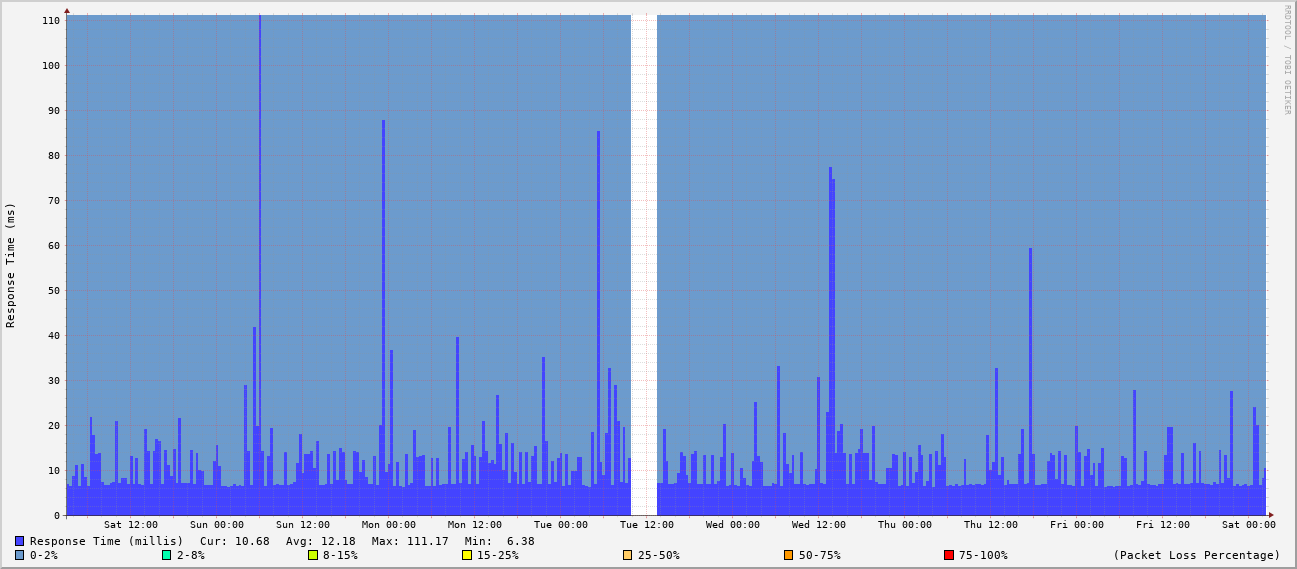 RRDTOOL / TOBI OETIKER
Response Time (ms)
110
100
90
80
70
60
50
40
30
20
10
0
Sat 12:00 Sun 00:00 Sun 12:00 Mon 00:00 Mon 12:00 Tue 00:00 Tue 12:00 Wed 00:00 Wed 12:00 Thu 00:00 Thu 12:00 Fri 00:00 Fri 12:00 Sat 00:00
Response Time (millis) Cur: 10.68 Avg: 12.18 Max: 111.17 Min: 6.38
0-2% 2-8% 8-15% 15-25% 25-50% 50-75% 75-100% (Packet Loss Percentage)